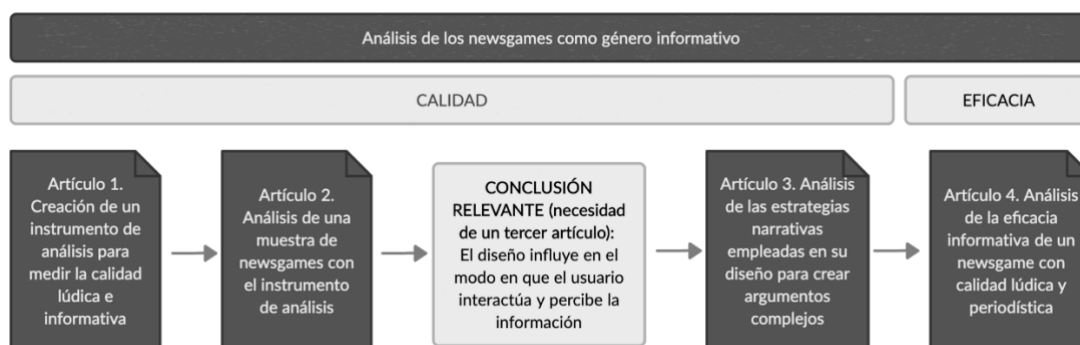 Análisis de los newsgames como género informativo
CALIDAD
EFICACIA
Artículo 1.
Creación de un
instrumento de
análisis para
medir la calidad
lúdica e
informativa
Artículo 2.
Análisis de una
muestra de
newsgames con
el instrumento
de análisis
CONCLUSIÓN
RELEVANTE (necesidad
de un tercer artículo):
El diseño influye en el
modo en que el usuario
interactúa y percibe la
información
Artículo 3. Análisis
de las estrategias
narrativas
empleadas en su
diseño para crear
argumentos
complejos
Artículo 4. Análisis
de la eficacia
informativa de un
newsgame con
calidad lúdica y
periodística